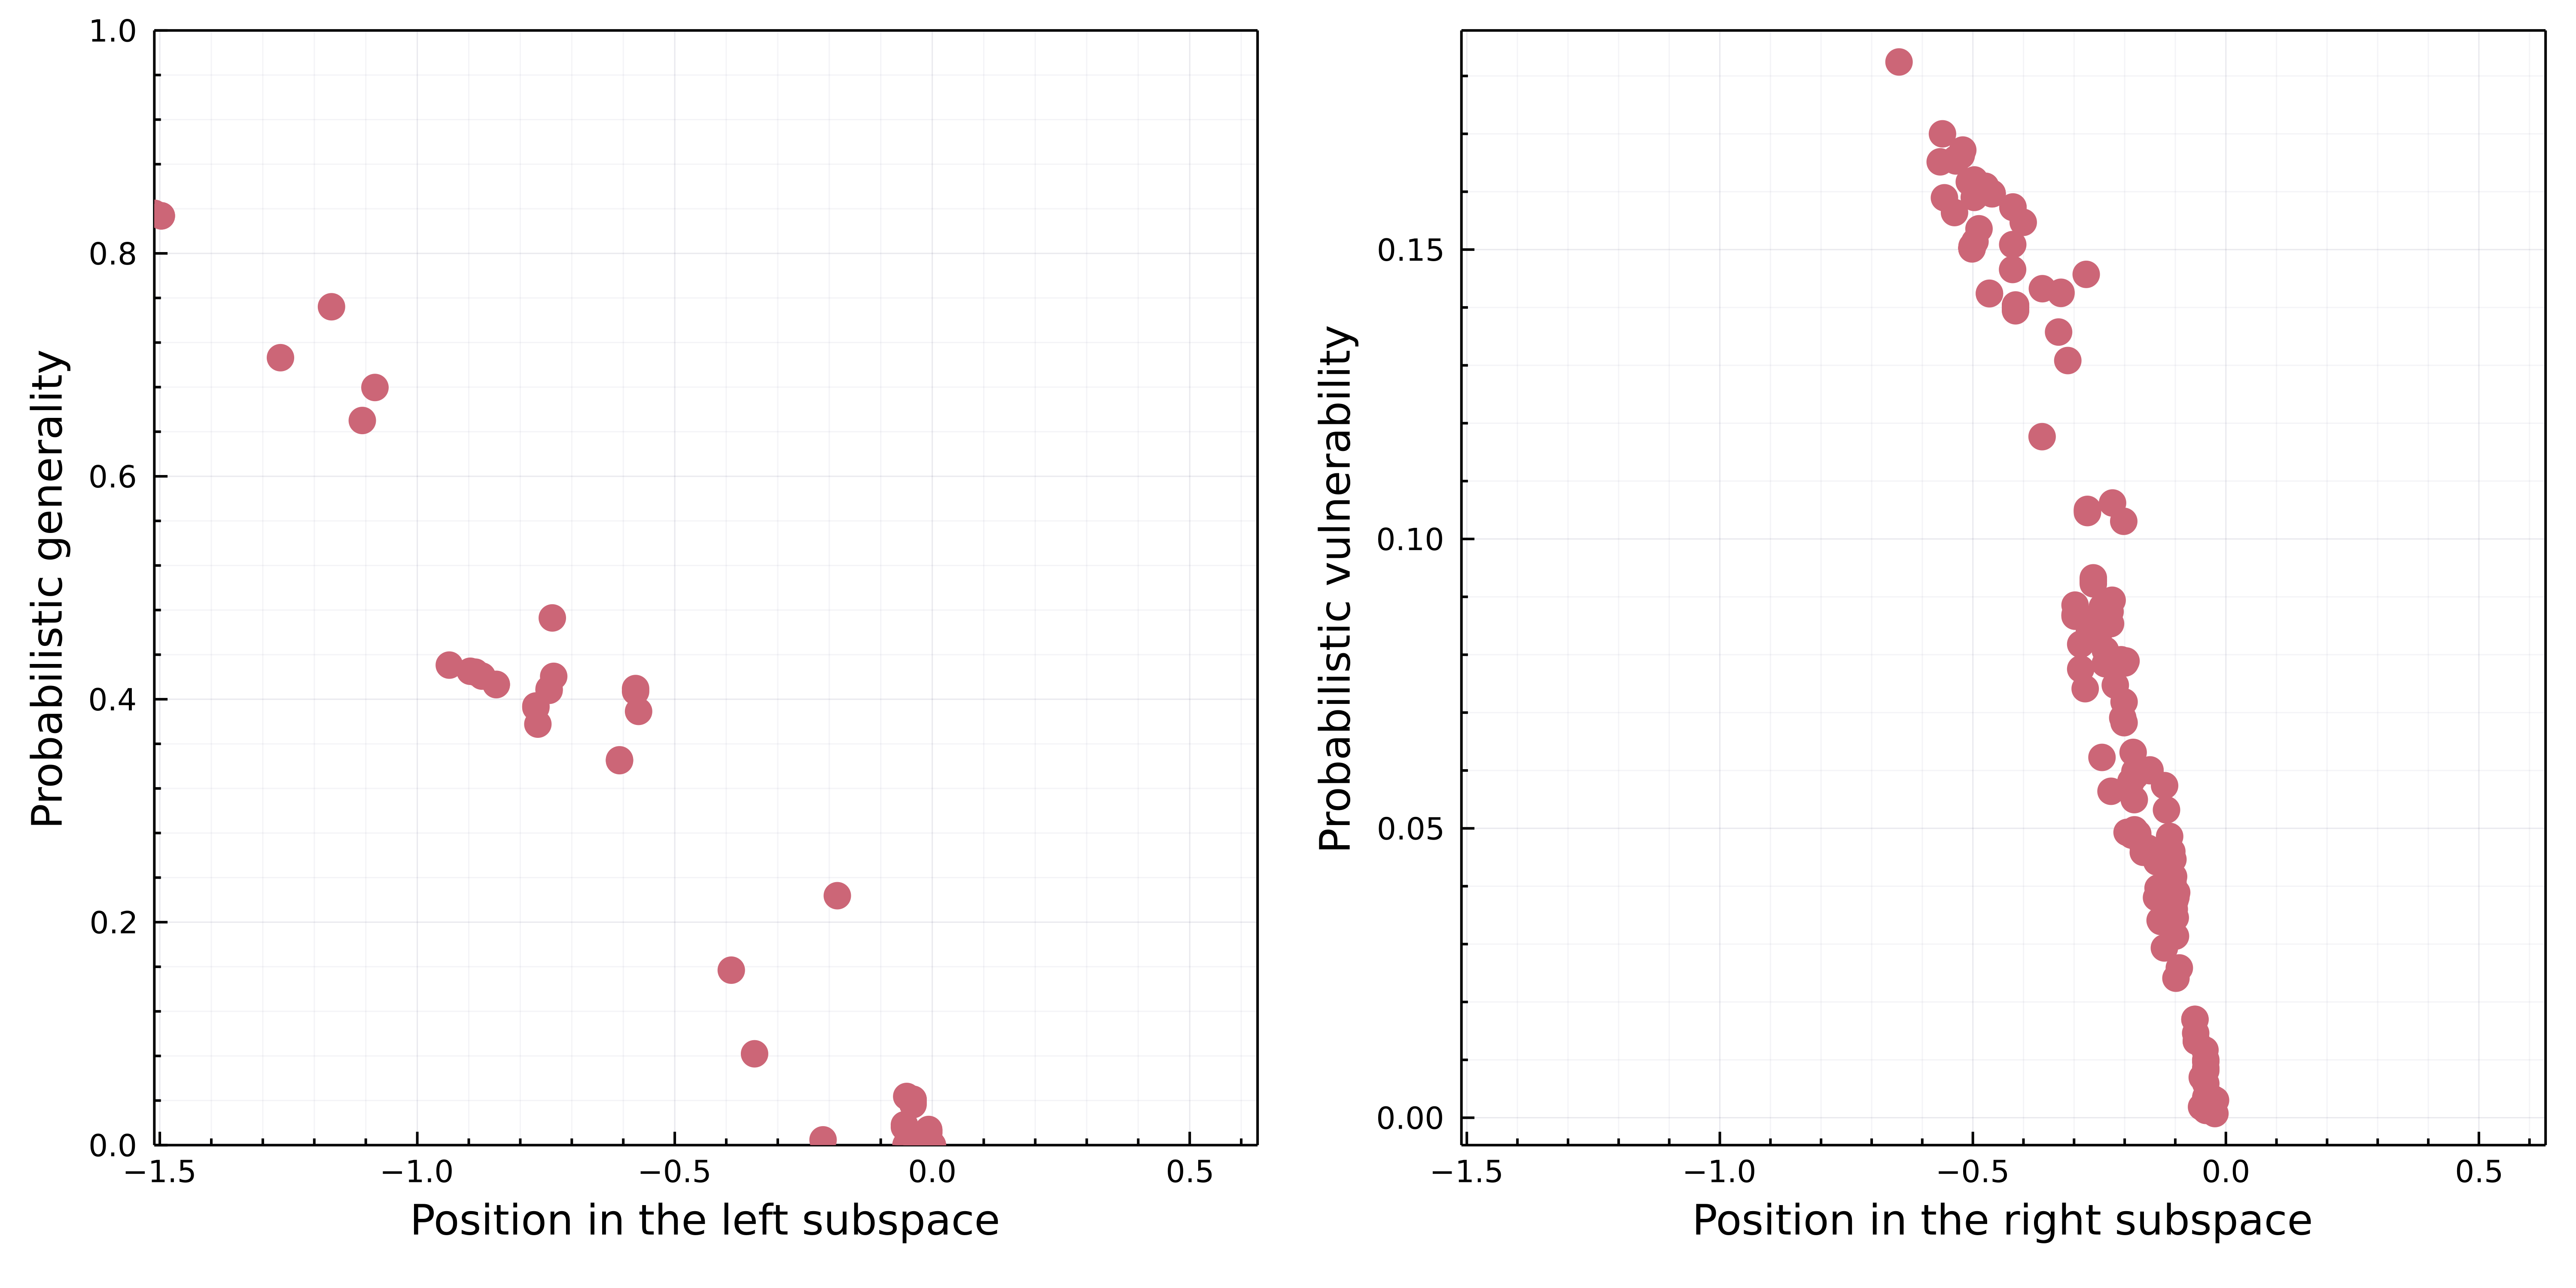 1.0
0.8
0.6
0.4
0.2
0.0
Probabilistic generality
−1.5 −1.0 −0.5 0.0 0.5
Position in the left subspace
0.15
0.10
0.05
0.00
Probabilistic vulnerability
−1.5 −1.0 −0.5 0.0 0.5
Position in the right subspace